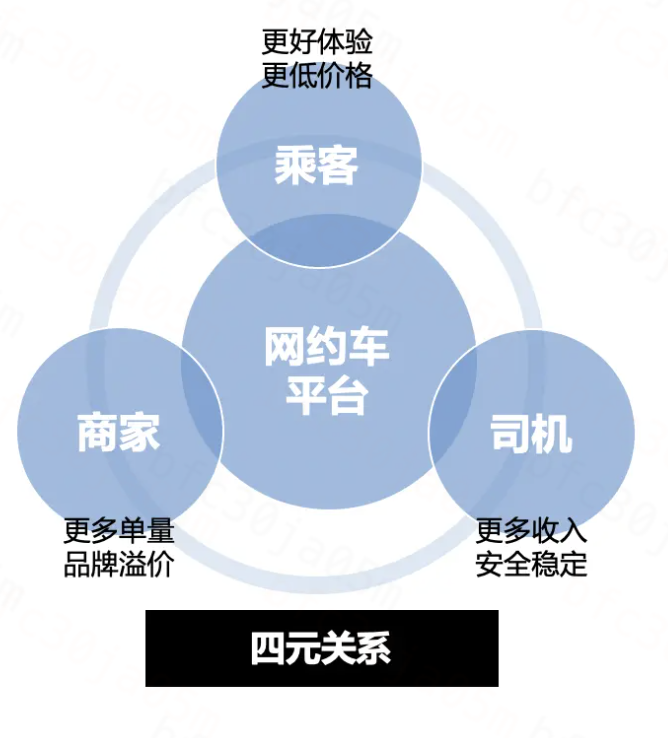 更好体验
更低价格
乘客
网约车
平台
商家
司机
更多单量
品牌溢价
更多收入
安全稳定
四元关系